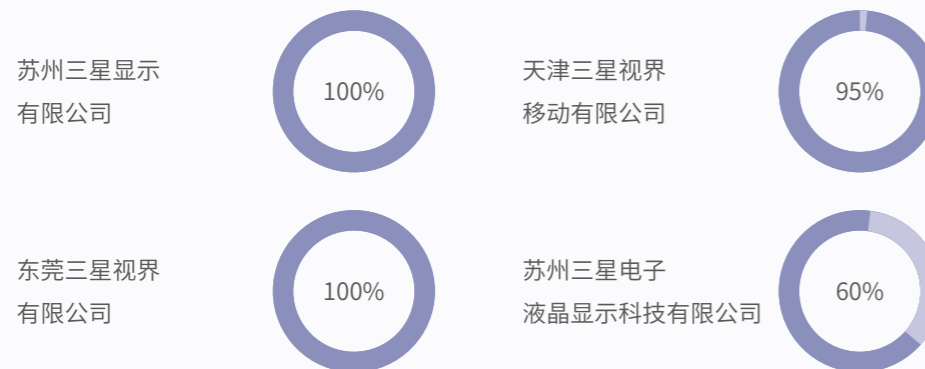 苏州三星显示
有限公司
100%
天津三星视界
移动有限公司
95%
东莞三星视界
有限公司
100%
苏州三星电子
液晶显示科技有限公司
60%